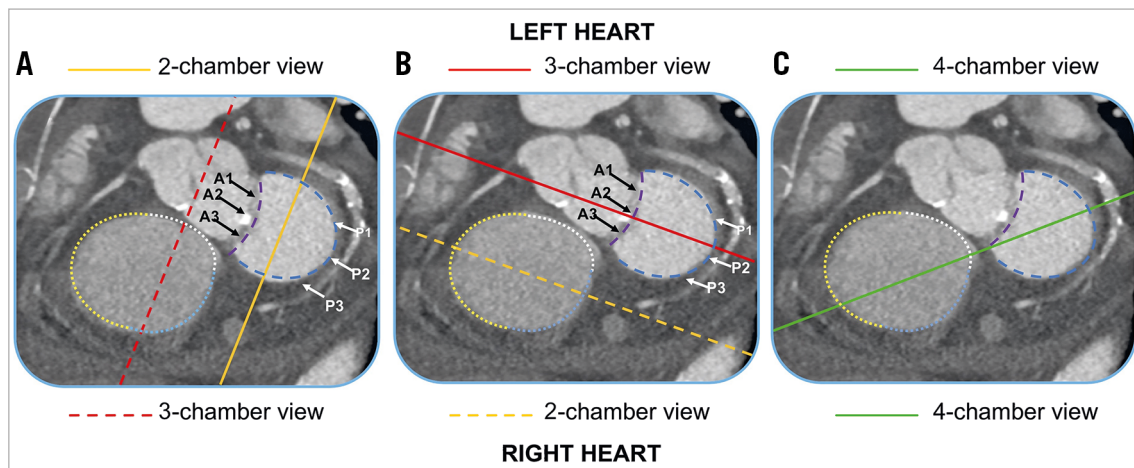 LEFT HEART
A 2-chamber view
B 3-chamber view
C 4-chamber view
A1
A2
A3
P1
P2
P3
A1
A2
A3
P1
P2
P3
3-chamber view
2-chamber view
4-chamber view
RIGHT HEART